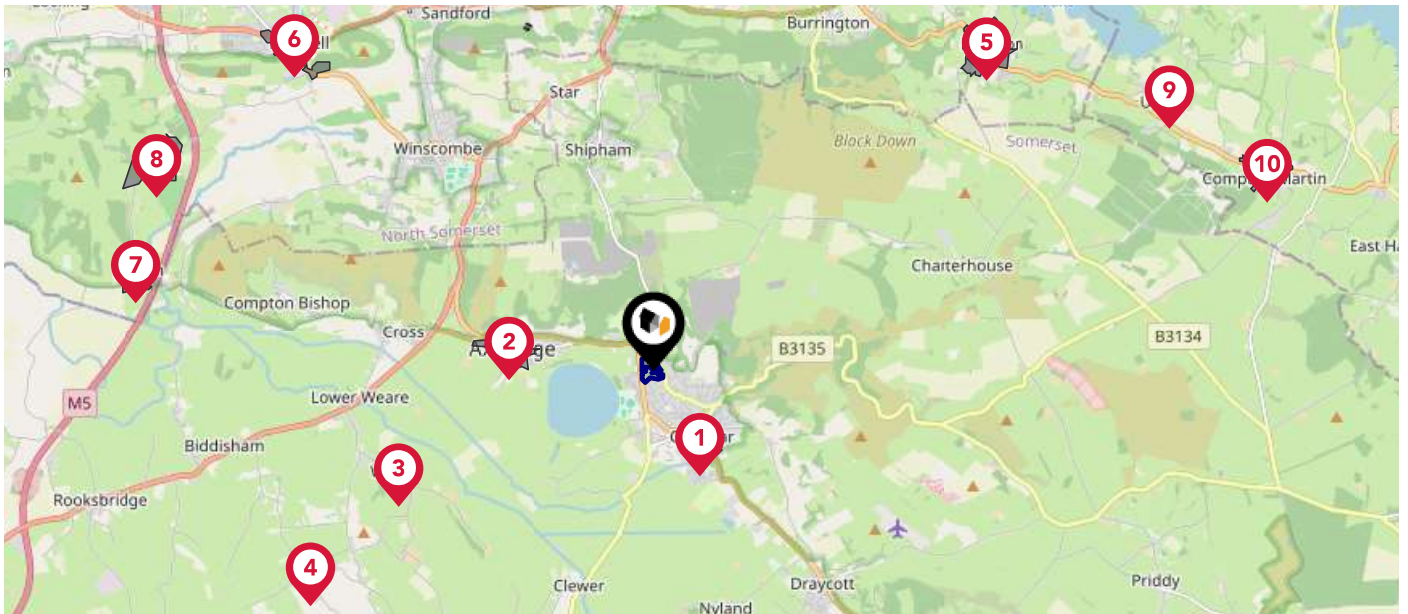 Sandford
Burrington
6
5
9
Star
Block Down
Somerset
Winscombe
Shipham
8
10
North Somerset
East
7
Charterhouse
Compton Bishop
Cross
2
B3135
B3134
M5
Lower Weare
Biddisham
1
3
Rooksbridge
4
Clewer
Draycott
Priddy
Nyland